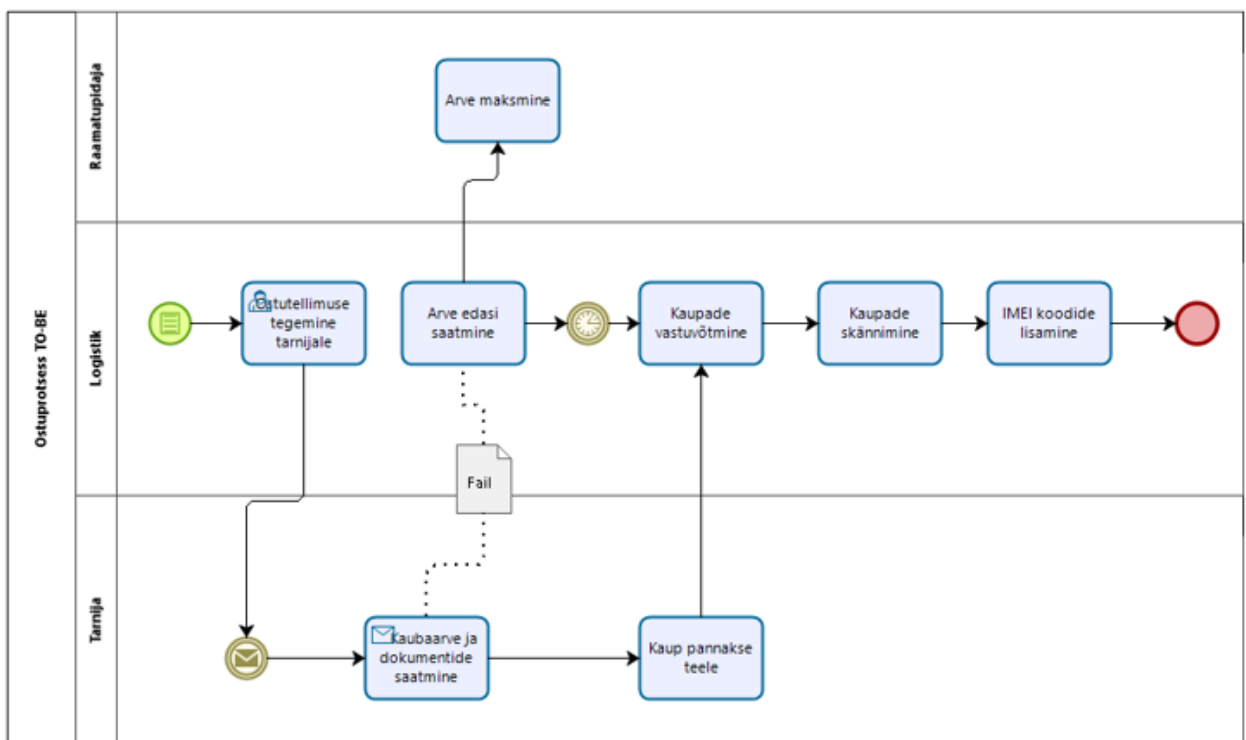 Ostuprotsess TO-BE
Raamatupidaja
Arve maksmine
Logistik
Ostutellimuse
tegemine
tarnijale
Arve edasi
saatmine
Kaupade
vastuvõtmine
Kaupade
skännimine
IMEI koodide
lisamine
Fail
Tarnija
Kaubaarve ja
dokumentide
saatmine
Kaup pannakse
teele